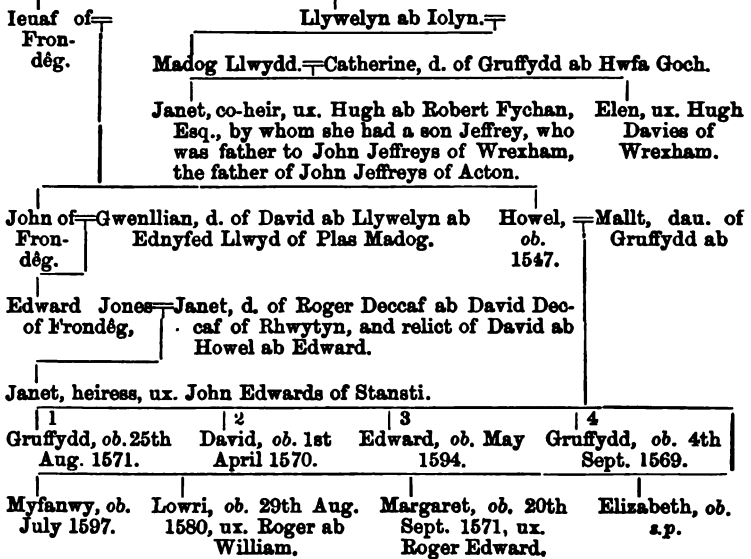 Ieuaf of
Fron-
dêg.
Llywelyn ab Iolyn.
Madog Llwydd. Catherine, d. of Gruffydd ab Hwfa Goch.
Janet, co-heir, ux. Hugh ab Robert Fychan,
Esq., by whom she had a son Jeffrey, who
was father to John Jeffreys of Wrexham,
the father of John Jeffreys of Acton.
Elen, ux. Hugh
Davies of
Wrexham.
John of
Fron-
dêg.
Gwenllian, d. of David ab Llywelyn ab
Ednyfed Llwyd of Plas Madog.
Howel,
ob.
1547.
Mallt, dau. of
Gruffydd ab
Edward Jones
of Frondêg,
Janet, d. of Roger Deccaf ab David Dec-
caf of Rhwytyn, and relict of David ab
Howel ab Edward.
Janet, heiress, ux. John Edwards of Stansti.
1
Gruffydd, ob. 25th
Aug. 1571.
2
David, ob. 1st
April 1570.
3
Edward, ob. May
1594.
4
Gruffydd, ob. 4th
Sept. 1569.
Myfanwy, ob.
July 1597.
Lowri, ob. 29th Aug.
1580, ux. Roger ab
William.
Margaret, ob. 20th
Sept. 1571, ux.
Roger Edward.
Elizabeth, ob.
s.p.